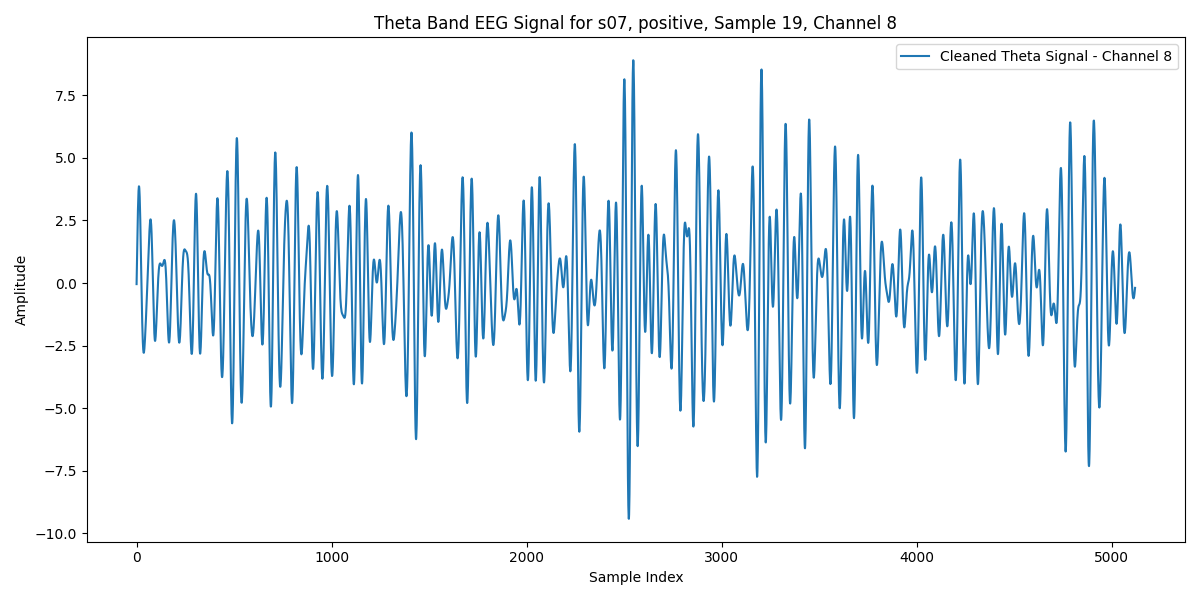 Theta Band EEG Signal for s07, positive, Sample 19, Channel 8
Cleaned Theta Signal - Channel 8
Amplitude
7.5
5.0
2.5
0.0
−2.5
−5.0
−7.5
−10.0
0 1000 2000 3000 4000 5000
Sample Index